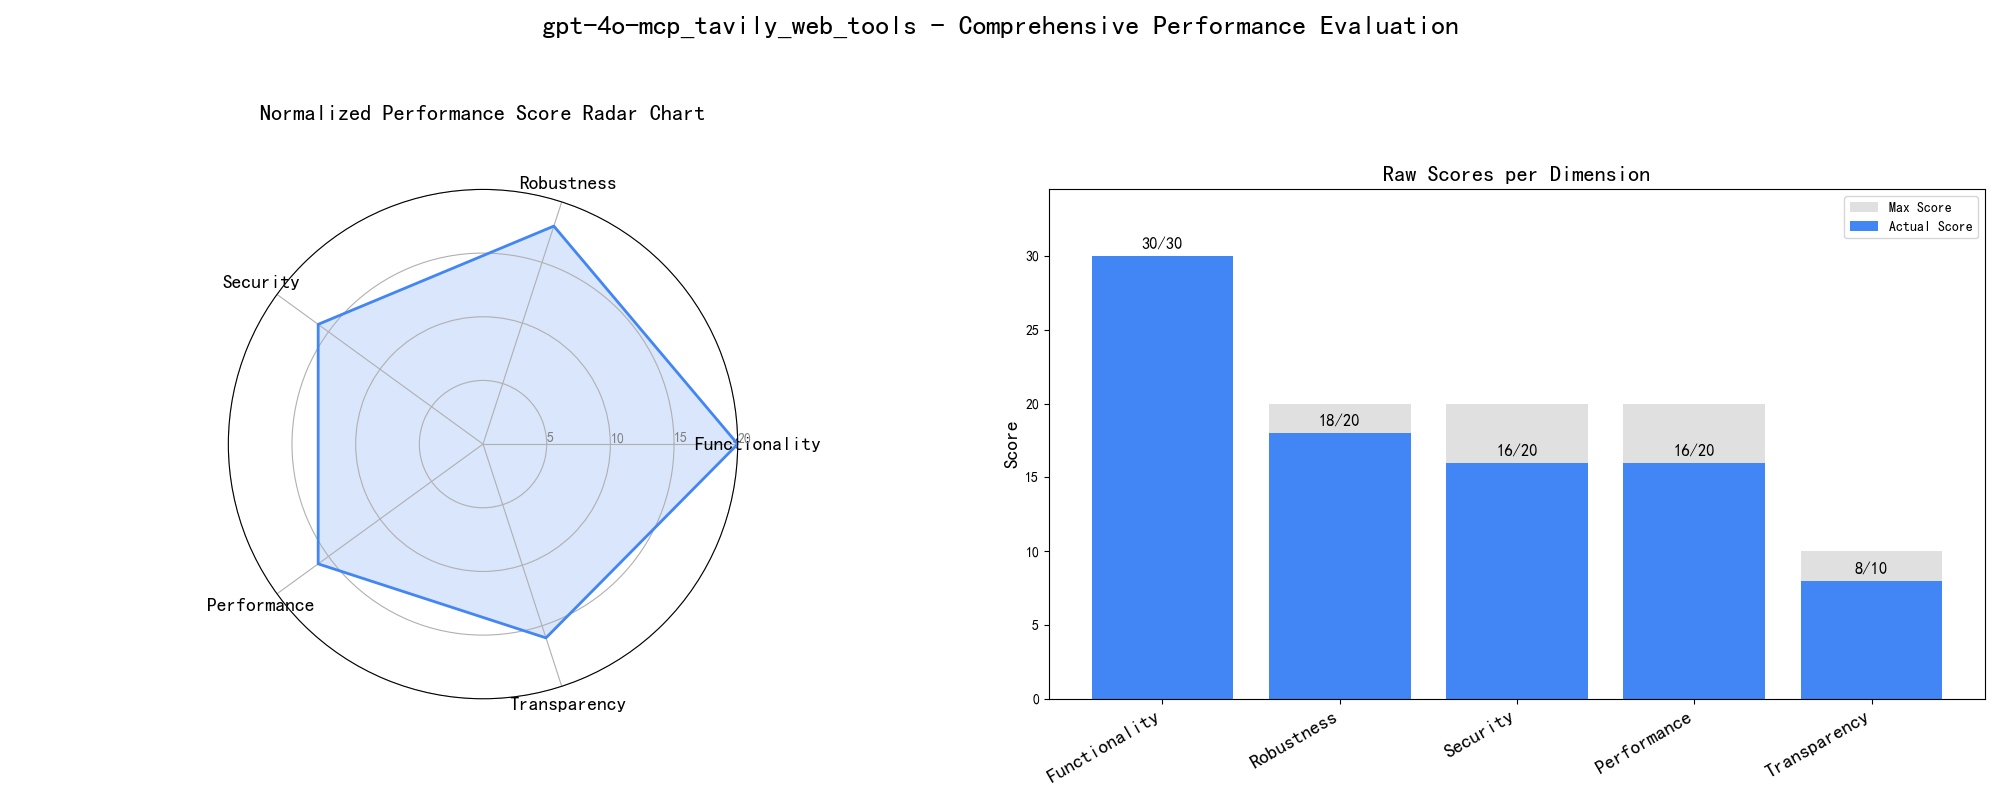 gpt-4o-mcp_tavily_web_tools - Comprehensive Performance Evaluation
Normalized Performance Score Radar Chart
Robustness
Security
Functionality
Performance
Transparency
5
10
15
20
Raw Scores per Dimension
Max Score
Actual Score
30/30
18/20
16/20
16/20
8/10
Score
30
25
20
15
10
5
0
Functionality
Robustness
Security
Performance
Transparency